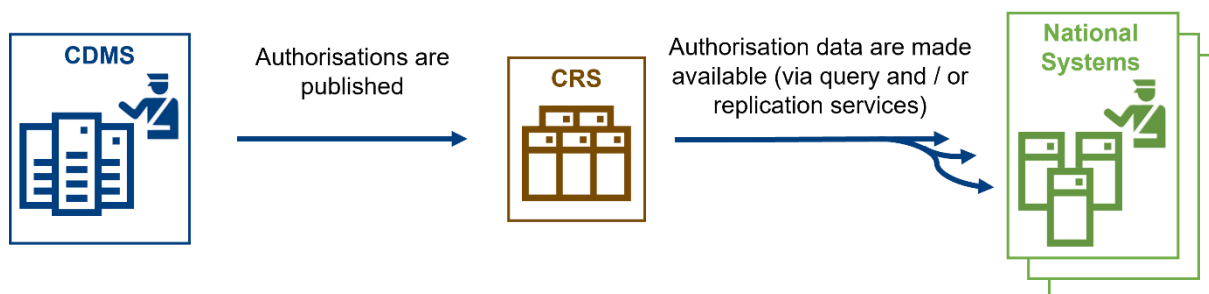 CDMS
Authorisations are
published
CRS
Authorisation data are made
available (via query and / or
replication services)
National
Systems